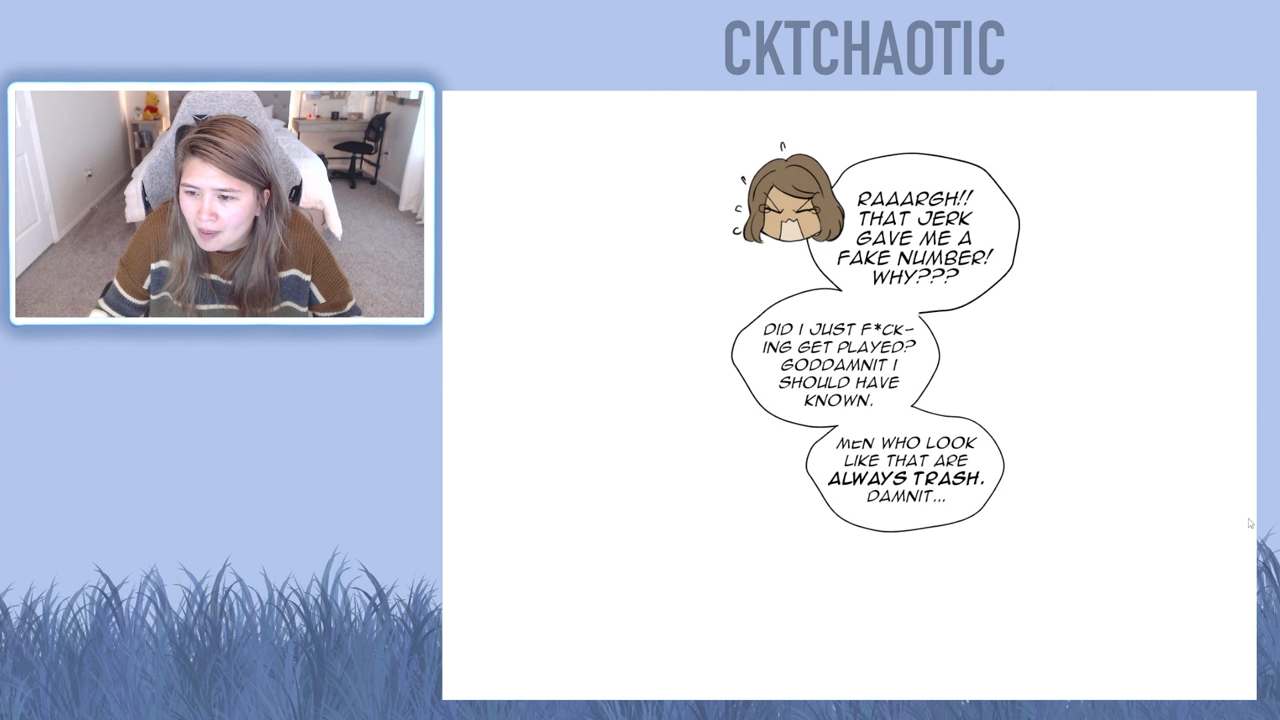 CKTCHAOTIC
RAAARGH!!
THAT JERK
GAVE ME A
FAKE NUMBER!
WHY???
DID I JUST F*CK-
ING GET PLAYED?
GODDAMNIT I
SHOULD HAVE
KNOWN.
MEN WHO LOOK
LIKE THAT ARE
ALWAYS TRASH.
DAMNIT...